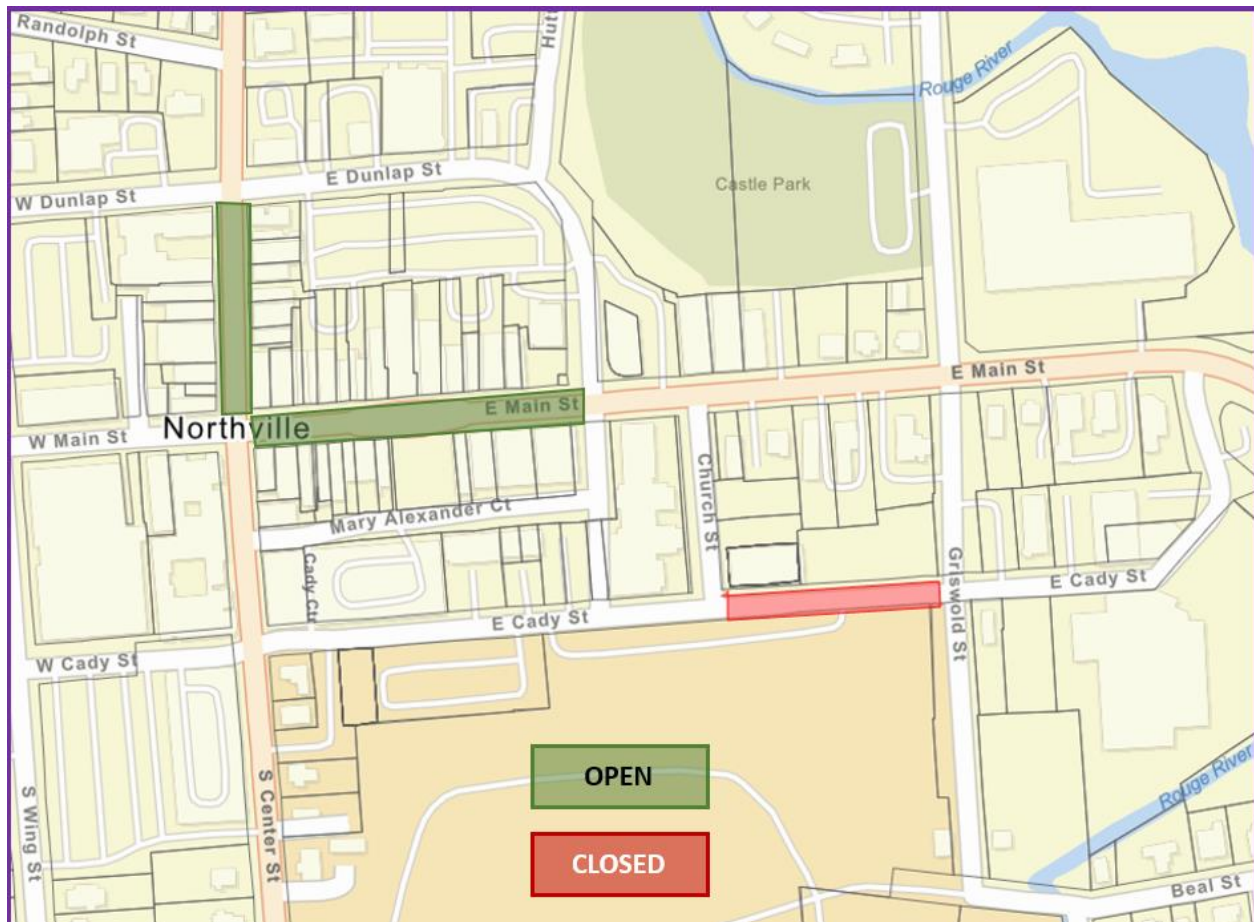 Randolph St
Hut
Rouge River
E Dunlap St
W Dunlap St
Castle Park
E Main St
E Main St
Northville
W Main St
Church St
Mary Alexander Ct
Cady Ctr
Griswold St
E Cady St
E Cady St
W Cady St
OPEN
S Wing St
S Center St
Rouge River
CLOSED
Beal St